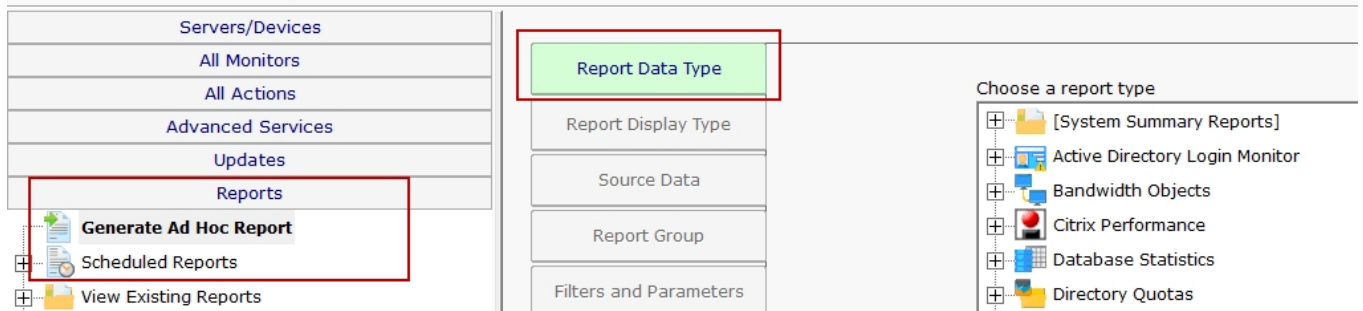 Servers/Devices
All Monitors
All Actions
Advanced Services
Updates
Reports
Generate Ad Hoc Report
Scheduled Reports
View Existing Reports
Report Data Type
Report Display Type
Source Data
Report Group
Filters and Parameters
Choose a report type
[System Summary Reports]
Active Directory Login Monitor
Bandwidth Objects
Citrix Performance
Database Statistics
Directory Quotas